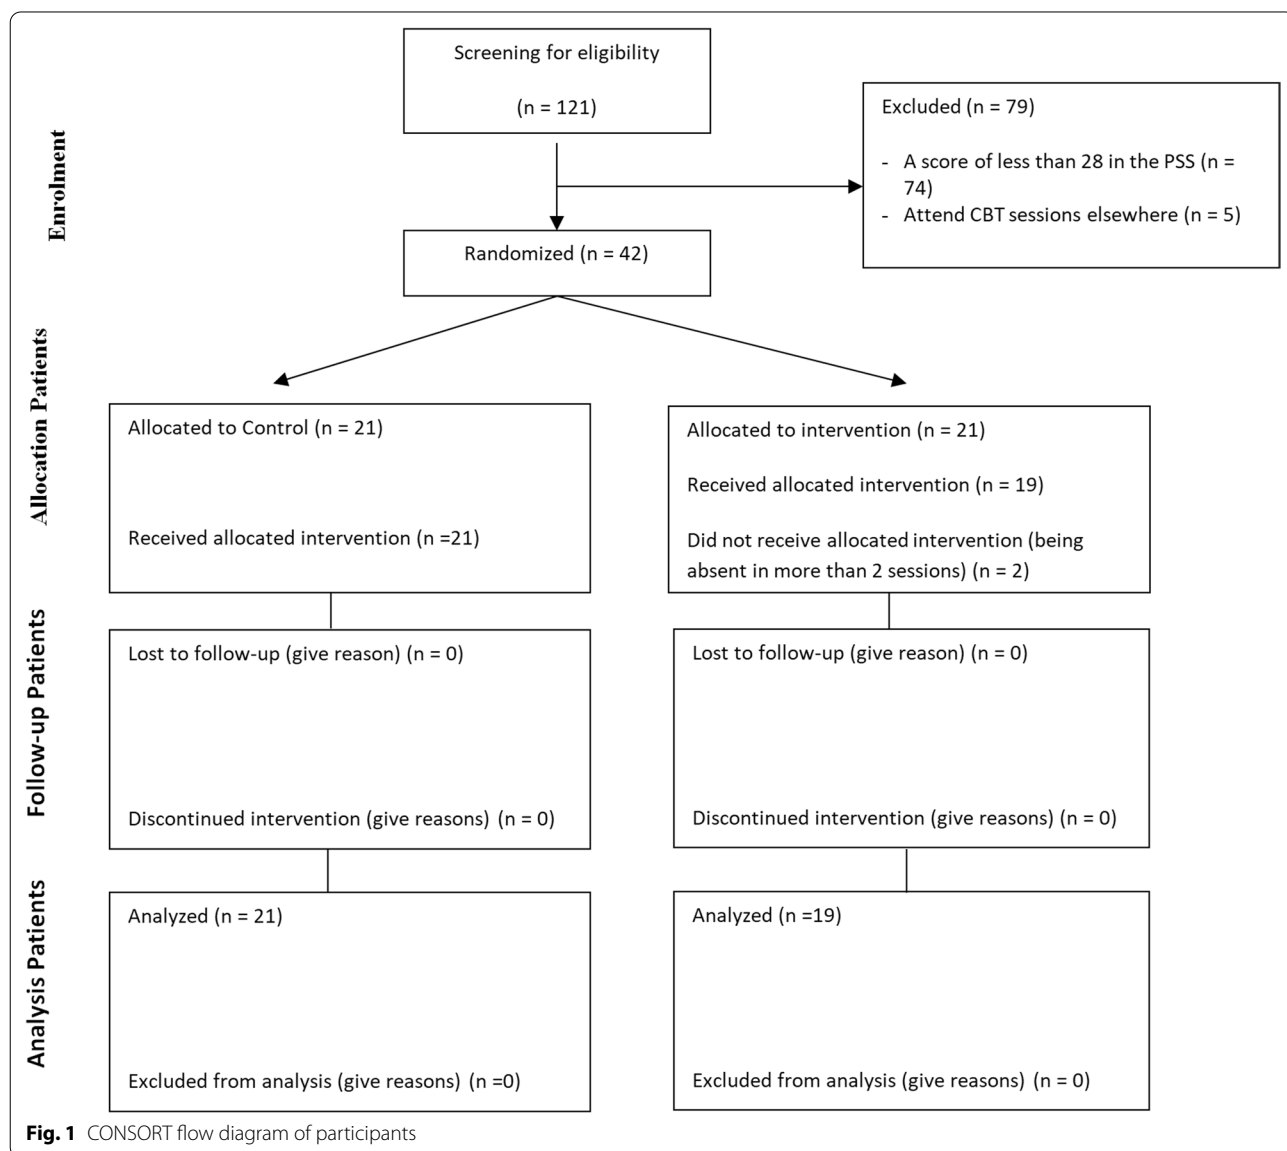 Enrolment
Screening for eligibility
(n = 121)
Excluded (n = 79)
- A score of less than 28 in the PSS (n =
74)
- Attend CBT sessions elsewhere (n = 5)
Randomized (n = 42)
Allocation Patients
Allocated to Control (n = 21)
Received allocated intervention (n =21)
Allocated to intervention (n = 21)
Received allocated intervention (n = 19)
Did not receive allocated intervention (being
absent in more than 2 sessions) (n = 2)
Follow-up Patients
Lost to follow-up (give reason) (n = 0)
Discontinued intervention (give reasons) (n = 0)
Lost to follow-up (give reason) (n = 0)
Discontinued intervention (give reasons) (n = 0)
Analysis Patients
Analyzed (n = 21)
Excluded from analysis (give reasons) (n =0)
Analyzed (n =19)
Excluded from analysis (give reasons) (n = 0)
Fig. 1 CONSORT flow diagram of participants